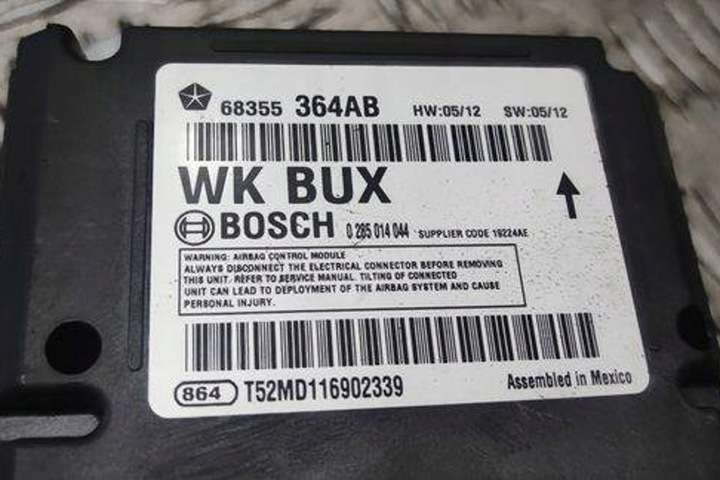 68355 364AB HW:05/12 SW:05/12
WK BUX
BOSCH 0 285 014 044 SUPPLIER CODE 19224AE
WARNING: AIRBAG CONTROL MODULE
ALWAYS DISCONNECT THE ELECTRICAL CONNECTOR BEFORE REMOVING
THIS UNIT. REFER TO SERVICE MANUAL. TILTING OF CONNECTED
UNIT CAN LEAD TO DEPLOYMENT OF THE AIRBAG SYSTEM AND CAUSE
PERSONAL INJURY.
864 T52MD116902339 Assembled in Mexico